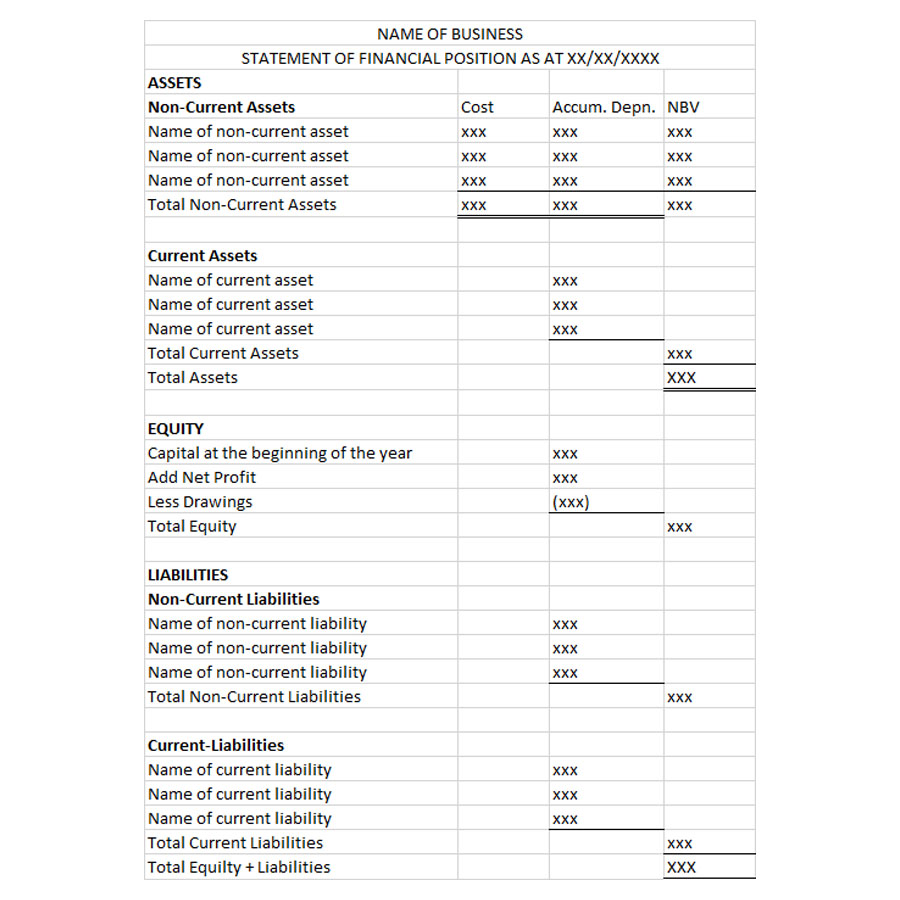 NAME OF BUSINESS
STATEMENT OF FINANCIAL POSITION AS AT XX/XX/XXXX
ASSETS
Non-Current Assets Cost Accum. Depn. NBV
Name of non-current asset xxx xxx xxx
Name of non-current asset xxx xxx xxx
Name of non-current asset xxx xxx xxx
Total Non-Current Assets xxx xxx xxx
Current Assets
Name of current asset xxx
Name of current asset xxx
Name of current asset xxx
Total Current Assets xxx
Total Assets XXX
EQUITY
Capital at the beginning of the year xxx
Add Net Profit xxx
Less Drawings (xxx)
Total Equity xxx
LIABILITIES
Non-Current Liabilities
Name of non-current liability xxx
Name of non-current liability xxx
Name of non-current liability xxx
Total Non-Current Liabilities xxx
Current-Liabilities
Name of current liability xxx
Name of current liability xxx
Name of current liability xxx
Total Current Liabilities xxx
Total Equilty + Liabilities XXX